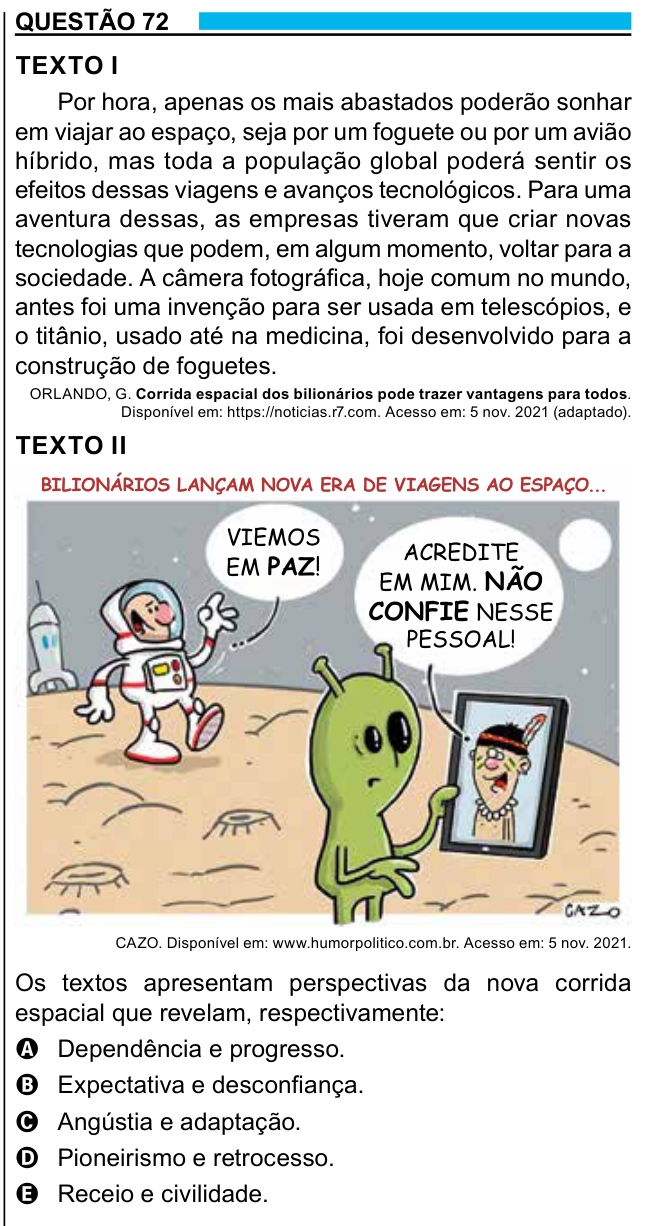 QUESTÃO 72
TEXTO I
Por hora, apenas os mais abastados poderão sonhar
em viajar ao espaço, seja por um foguete ou por um avião
híbrido, mas toda a população global poderá sentir os
efeitos dessas viagens e avanços tecnológicos. Para uma
aventura dessas, as empresas tiveram que criar novas
tecnologias que podem, em algum momento, voltar para a
sociedade. A câmera fotográfica, hoje comum no mundo,
antes foi uma invenção para ser usada em telescópios, e
o titânio, usado até na medicina, foi desenvolvido para a
construção de foguetes.
ORLANDO, G. Corrida espacial dos bilionários pode trazer vantagens para todos.
Disponível em: https://noticias.r7.com. Acesso em: 5 nov. 2021 (adaptado).
TEXTO II
BILIONÁRIOS LANÇAM NOVA ERA DE VIAGENS AO ESPAÇO...
VIEMOS
EM PAZ!
ACREDITE
EM MIM. NÃO
CONFIE NESSE
PESSOAL!
CAZO
CAZO. Disponível em: www.humorpolitico.com.br. Acesso em: 5 nov. 2021.
Os textos apresentam perspectivas da nova corrida
espacial que revelam, respectivamente:
A Dependência e progresso.
B Expectativa e desconfiança.
C Angústia e adaptação.
D Pioneirismo e retrocesso.
E Receio e civilidade.